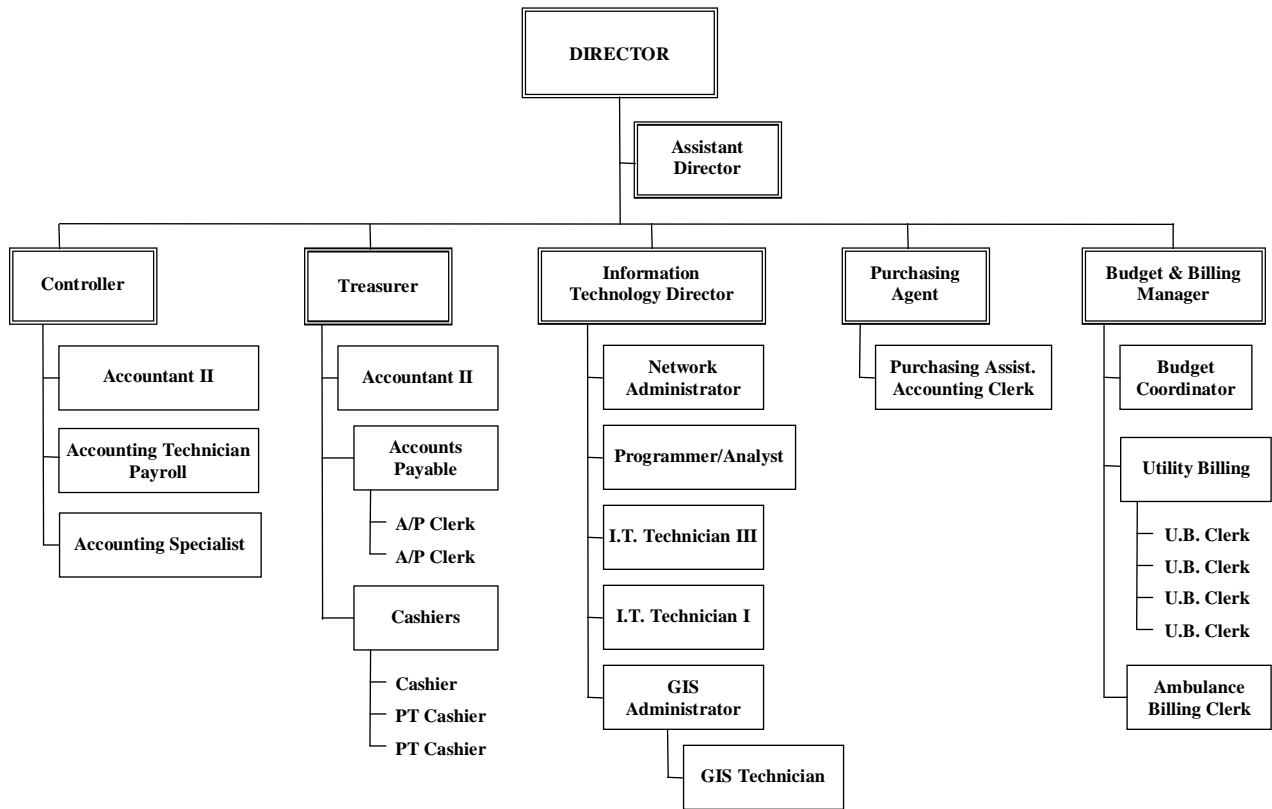 DIRECTOR
Assistant
Director
Controller
Accountant II
Accounting Technician
Payroll
Accounting Specialist
Treasurer
Accountant II
Accounts
Payable
A/P Clerk
A/P Clerk
Cashiers
Cashier
PT Cashier
PT Cashier
Information
Technology Director
Network
Administrator
Programmer/Analyst
I.T. Technician III
I.T. Technician I
GIS
Administrator
GIS Technician
Purchasing
Agent
Purchasing Assist.
Accounting Clerk
Budget & Billing
Manager
Budget
Coordinator
Utility Billing
U.B. Clerk
U.B. Clerk
U.B. Clerk
U.B. Clerk
Ambulance
Billing Clerk